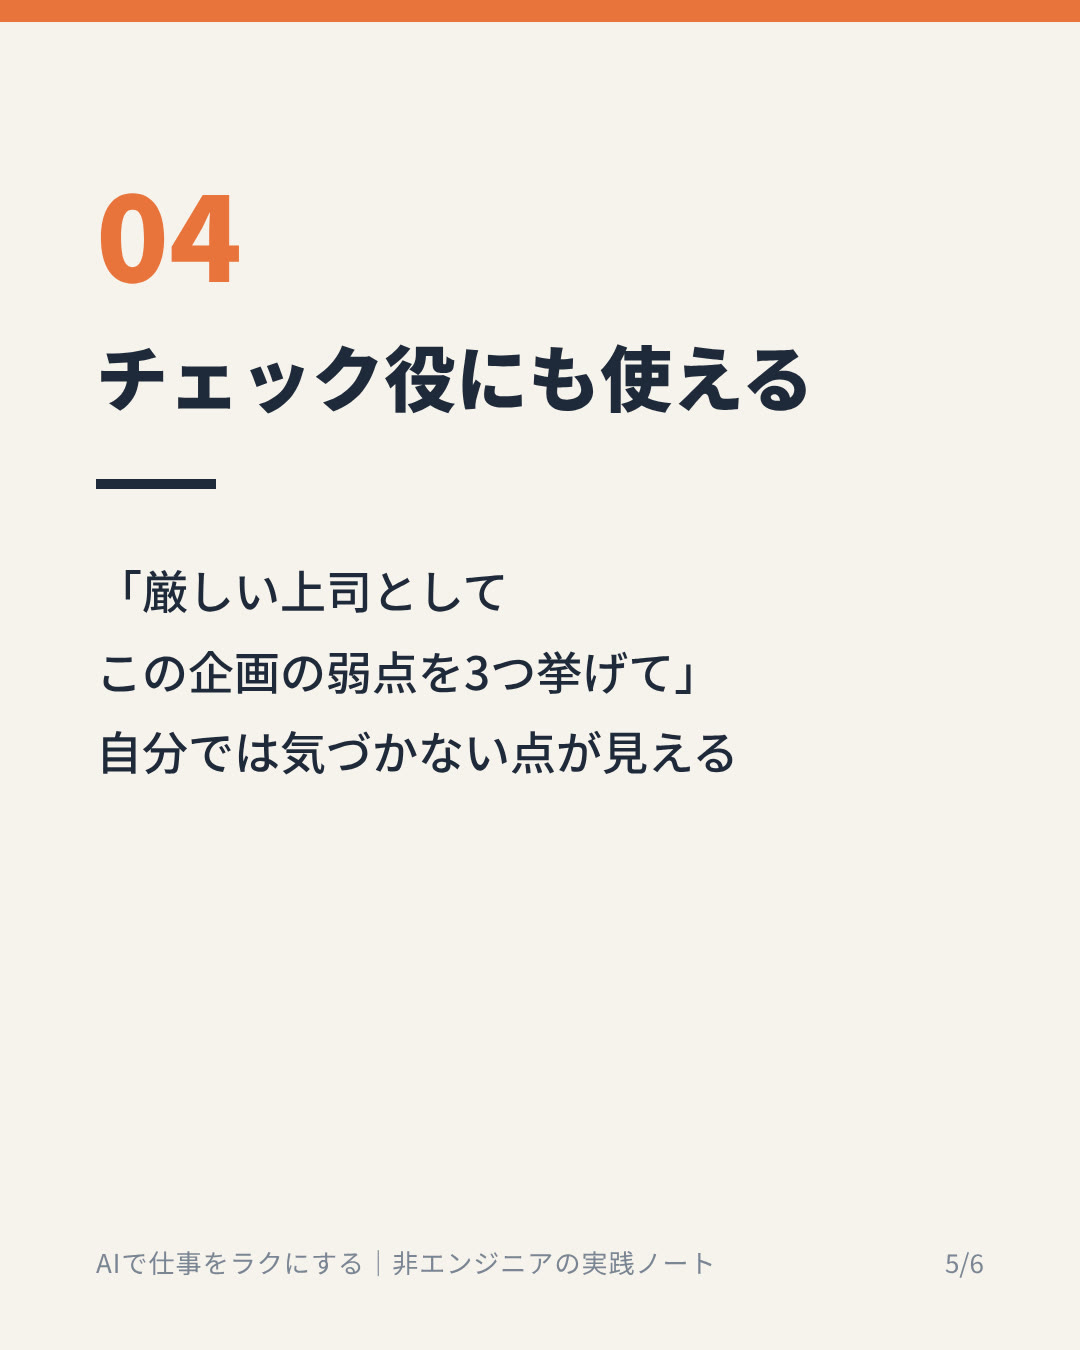 04
チェック役にも使える
「厳しい上司として
この企画の弱点を3つ挙げて」
自分では気づかない点が見える
AIで仕事をラクにする｜非エンジニアの実践ノート
5/6